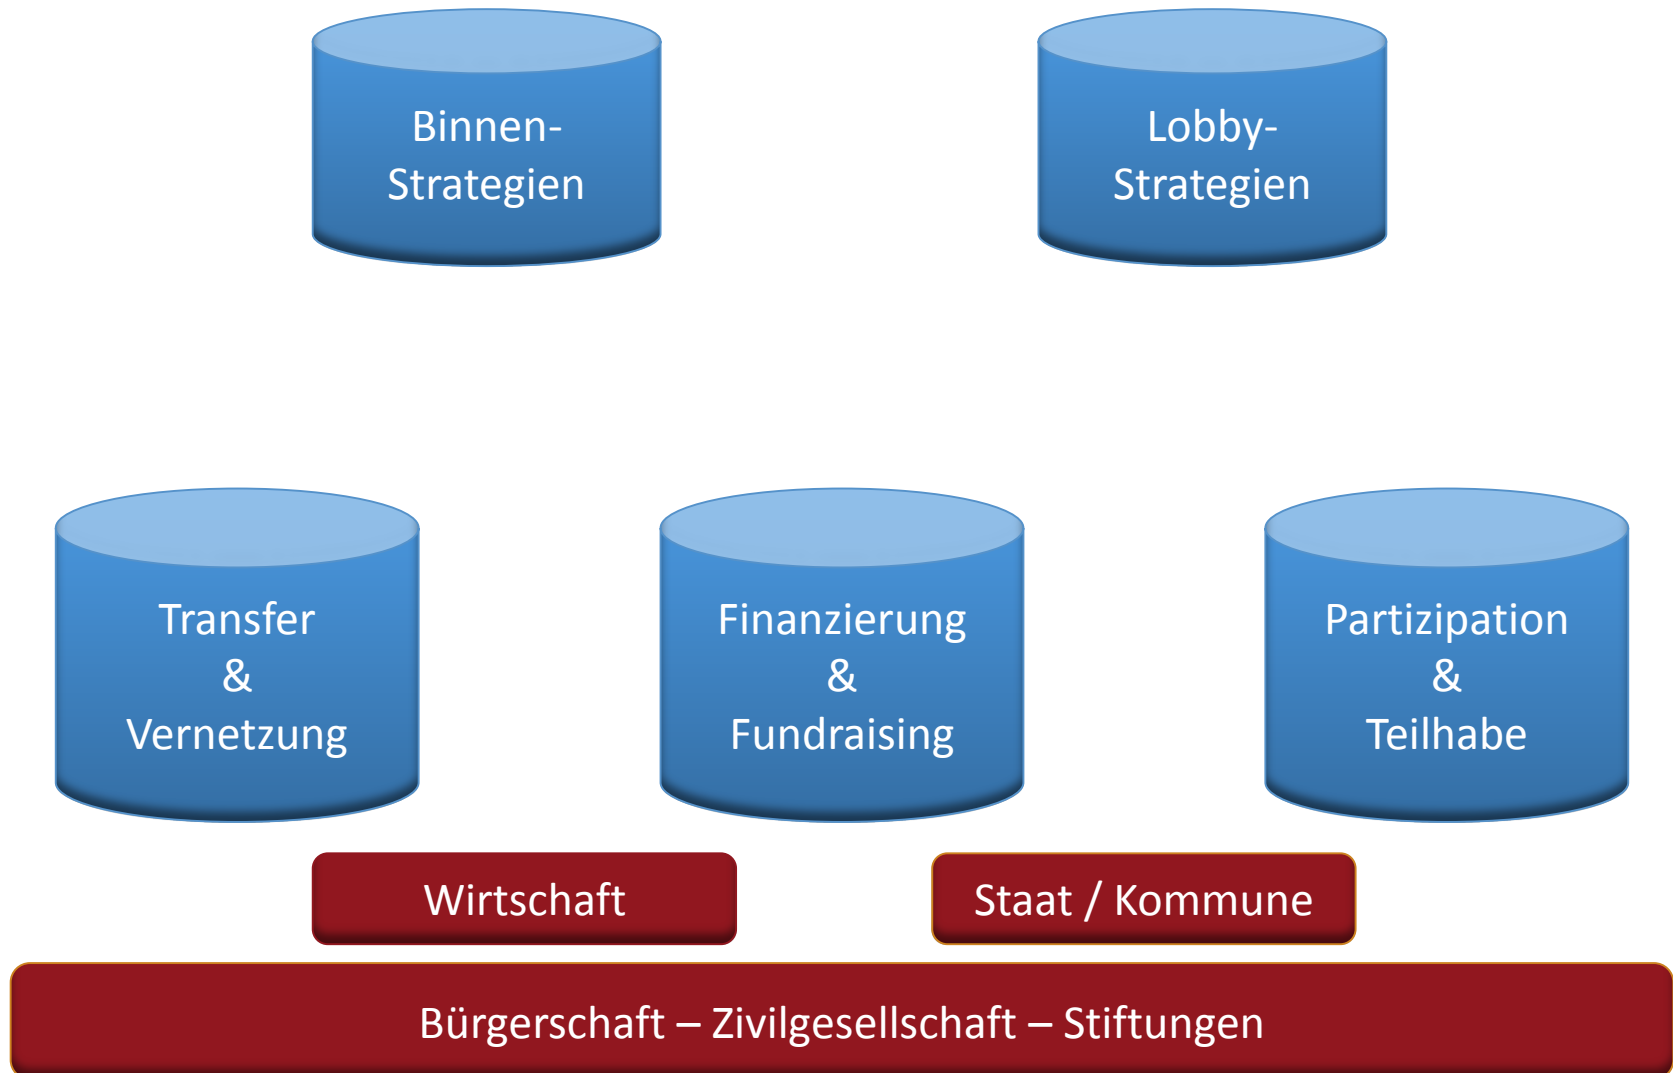 Binnen-
Strategien
Lobby-
Strategien
Transfer
&
Vernetzung
Finanzierung
&
Fundraising
Partizipation
&
Teilhabe
Wirtschaft
Staat / Kommune
Bürgerschaft – Zivilgesellschaft – Stiftungen